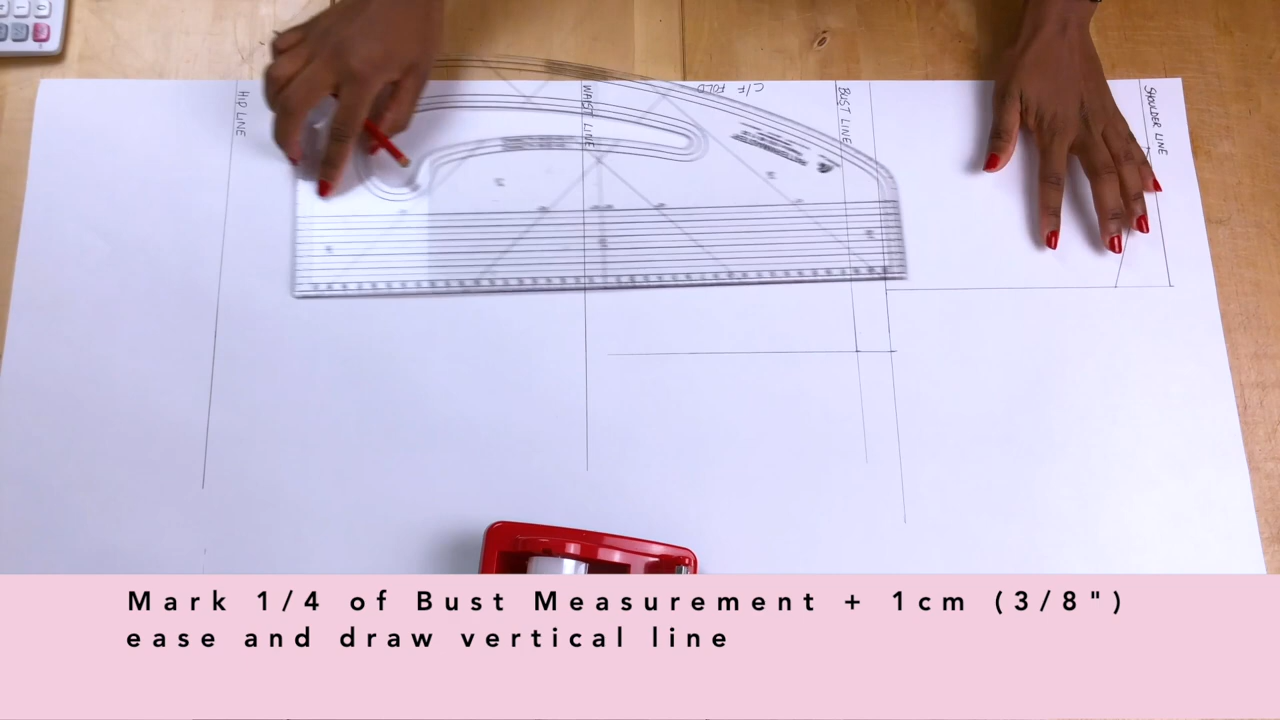 HIP LINE
WAIST LINE
C/F FOLD
BUST LINE
SHOULDER LINE
Mark 1/4 of Bust Measurement + 1cm (3/8")
ease and draw vertical line